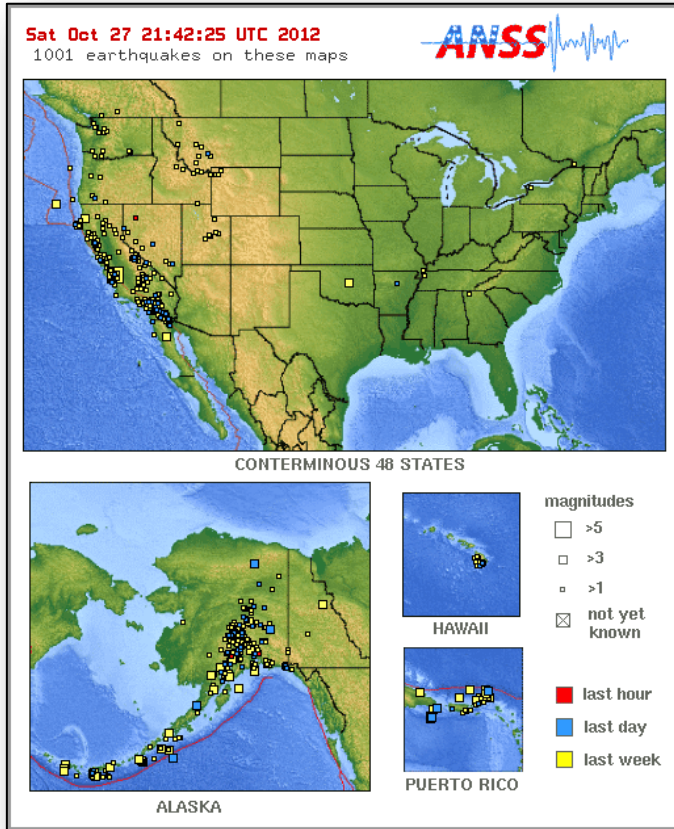 Sat Oct 27 21:42:25 UTC 2012
1001 earthquakes on these maps
ANSS
CONTERMINOUS 48 STATES
magnitudes
>5
>3
>1
not yet
known
HAWAII
last hour
last day
last week
PUERTO RICO
ALASKA